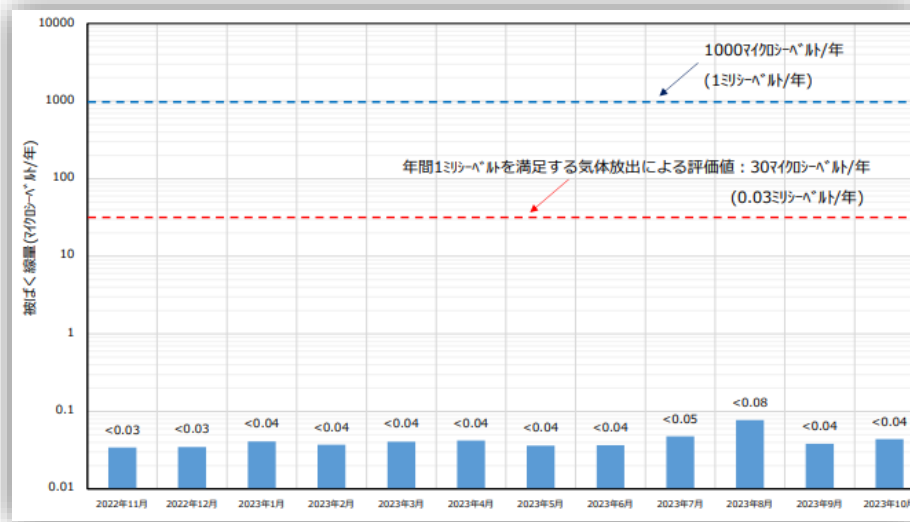 10000
1000
100
10
1
0.1
0.01
被ばく線量(ﾏｲｸﾛｼｰﾍﾞﾙﾄ/年)
1000ﾏｲｸﾛｼｰﾍﾞﾙﾄ/年
(1ﾐﾘｼｰﾍﾞﾙﾄ/年)
年間1ﾐﾘｼｰﾍﾞﾙﾄを満足する気体放出による評価値：30ﾏｲｸﾛｼｰﾍﾞﾙﾄ/年
(0.03ﾐﾘｼｰﾍﾞﾙﾄ/年)
<0.03 <0.03 <0.04 <0.04 <0.04 <0.04 <0.04 <0.04 <0.05 <0.08 <0.04 <0.04
2022年11月 2022年12月 2023年1月 2023年2月 2023年3月 2023年4月 2023年5月 2023年6月 2023年7月 2023年8月 2023年9月 2023年10月